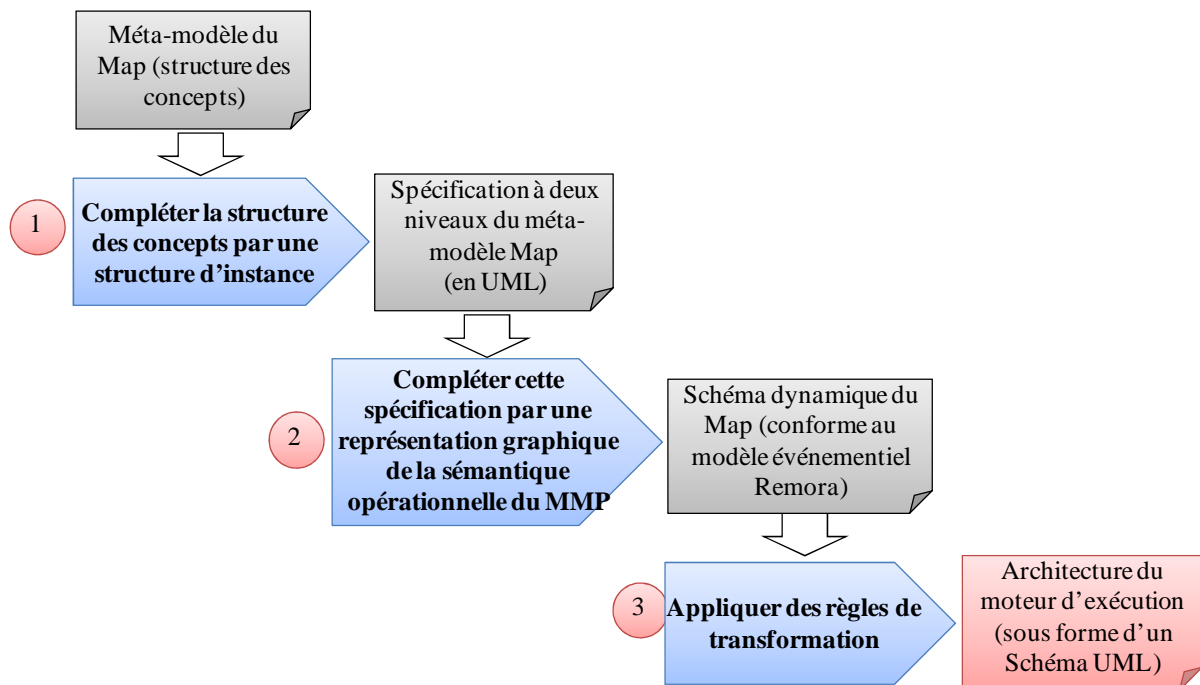 Méta-modèle du
Map (structure des
concepts)
1
Compléter la structure
des concepts par une
structure d'instance
Spécification à deux
niveaux du méta-
modèle Map
(en UML)
2
Compléter cette
spécification par une
représentation graphique
de la sémantique
opérationnelle du MMP
Schéma dynamique du
Map (conforme au
modèle événementiel
Remora)
3
Appliquer des règles de
transformation
Architecture du
moteur d'exécution
(sous forme d'un
Schéma UML)